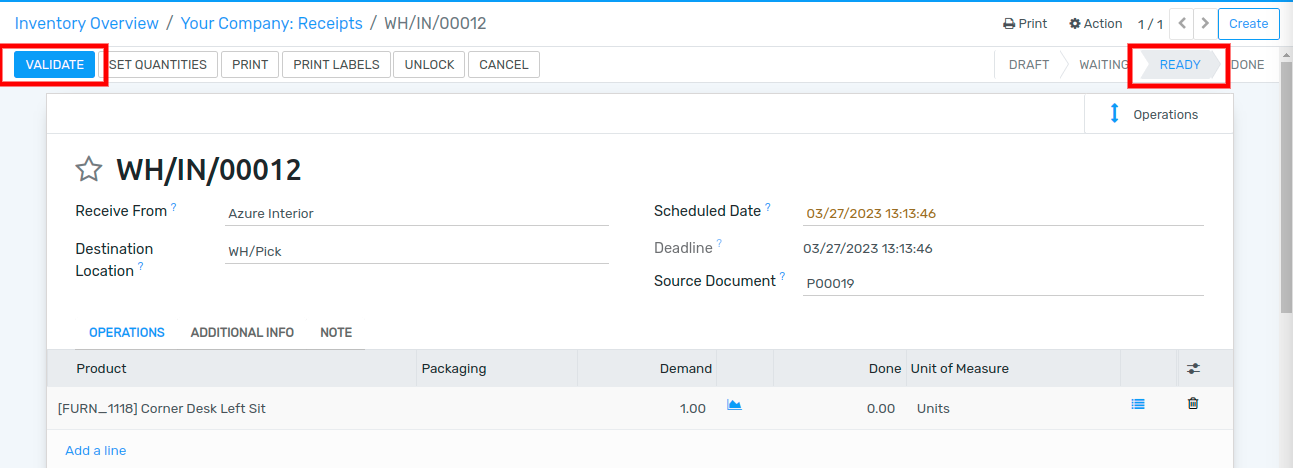 Inventory Overview / Your Company: Receipts / WH/IN/00012 Print Action 1 / 1 Create
VALIDATE SET QUANTITIES PRINT PRINT LABELS UNLOCK CANCEL DRAFT WAITING READY DONE
Operations
WH/IN/00012
Receive From ? Azure Interior Scheduled Date ? 03/27/2023 13:13:46
Destination Location ? WH/Pick Deadline ? 03/27/2023 13:13:46
Source Document ? P00019
OPERATIONS ADDITIONAL INFO NOTE
Product Packaging Demand Done Unit of Measure
[FURN_1118] Corner Desk Left Sit 1.00 0.00 Units
Add a line